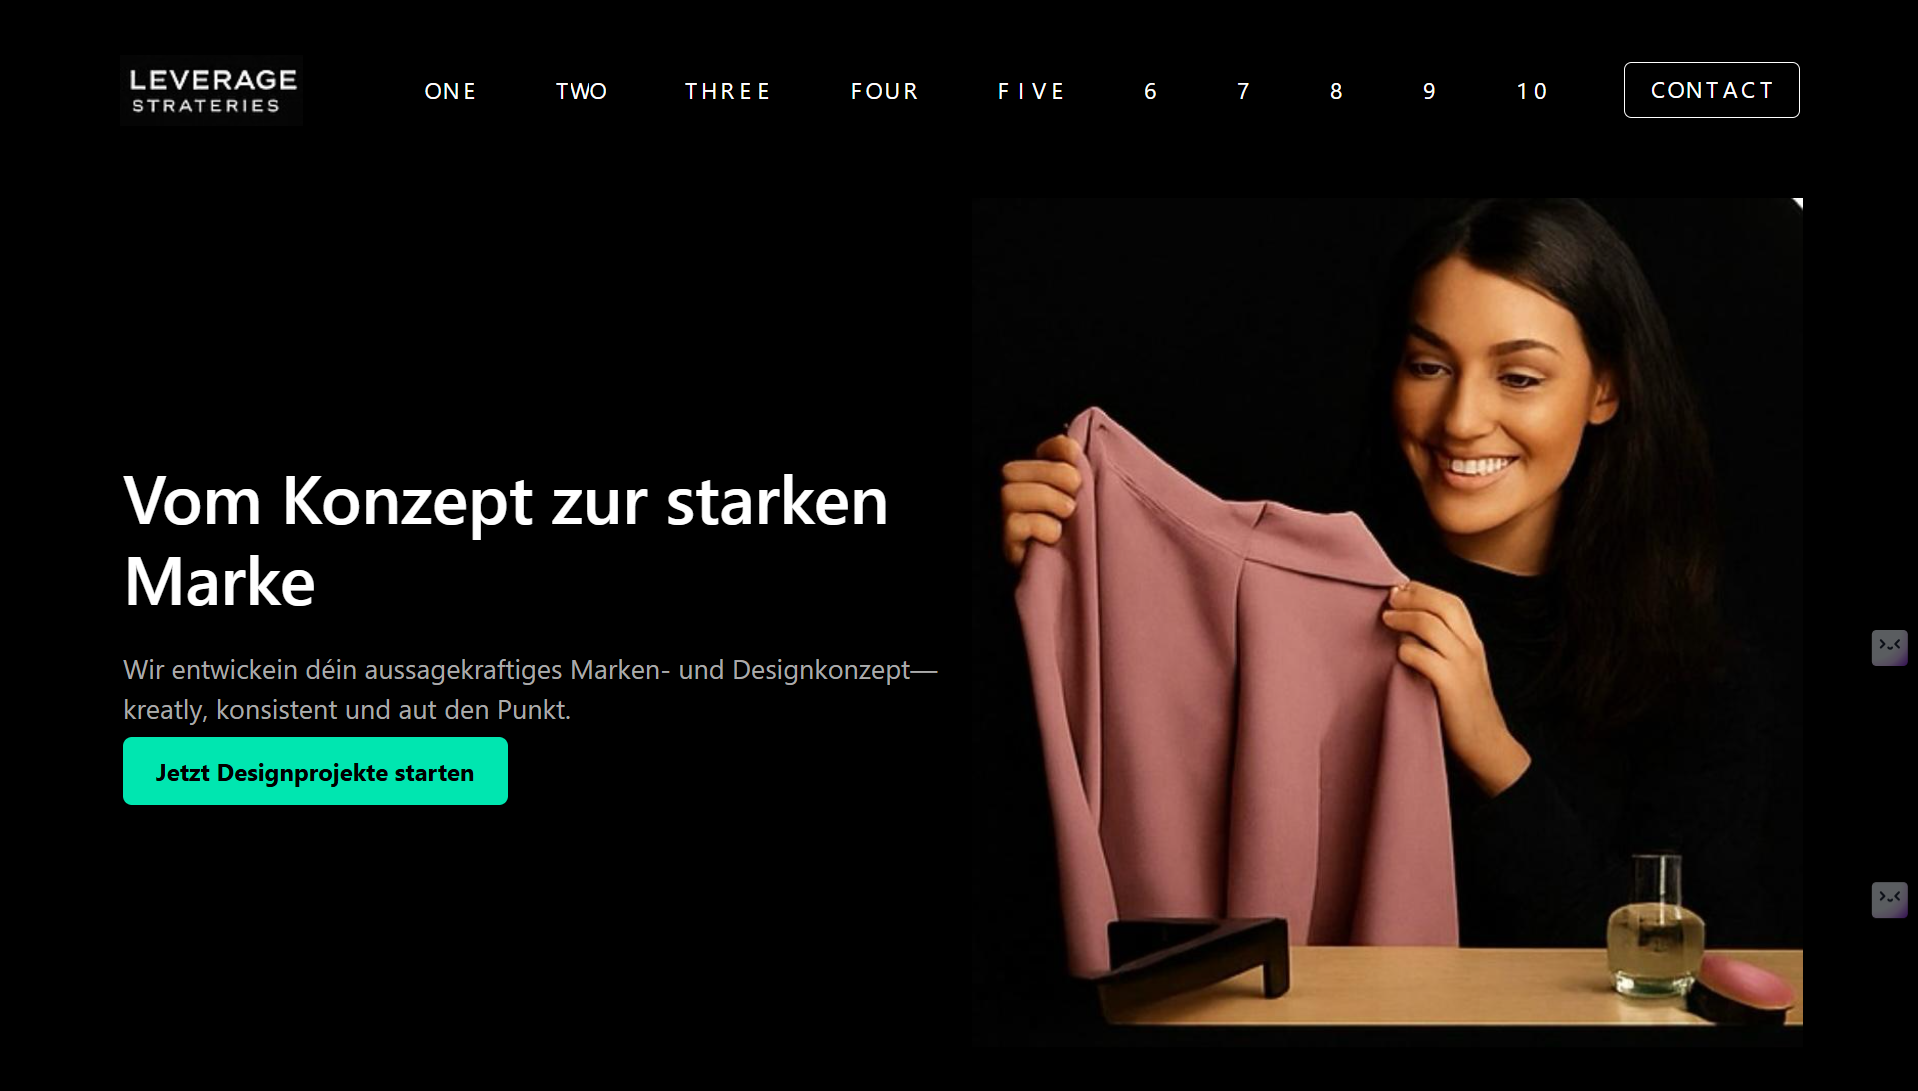 LEVERAGE
STRATERIES
ONE TWO THREE FOUR FIVE 6 7 8 9 10 CONTACT
Vom Konzept zur starken
Marke
Wir entwickein déin aussagekraftiges Marken- und Designkonzept—
kreatly, konsistent und aut den Punkt.
Jetzt Designprojekte starten